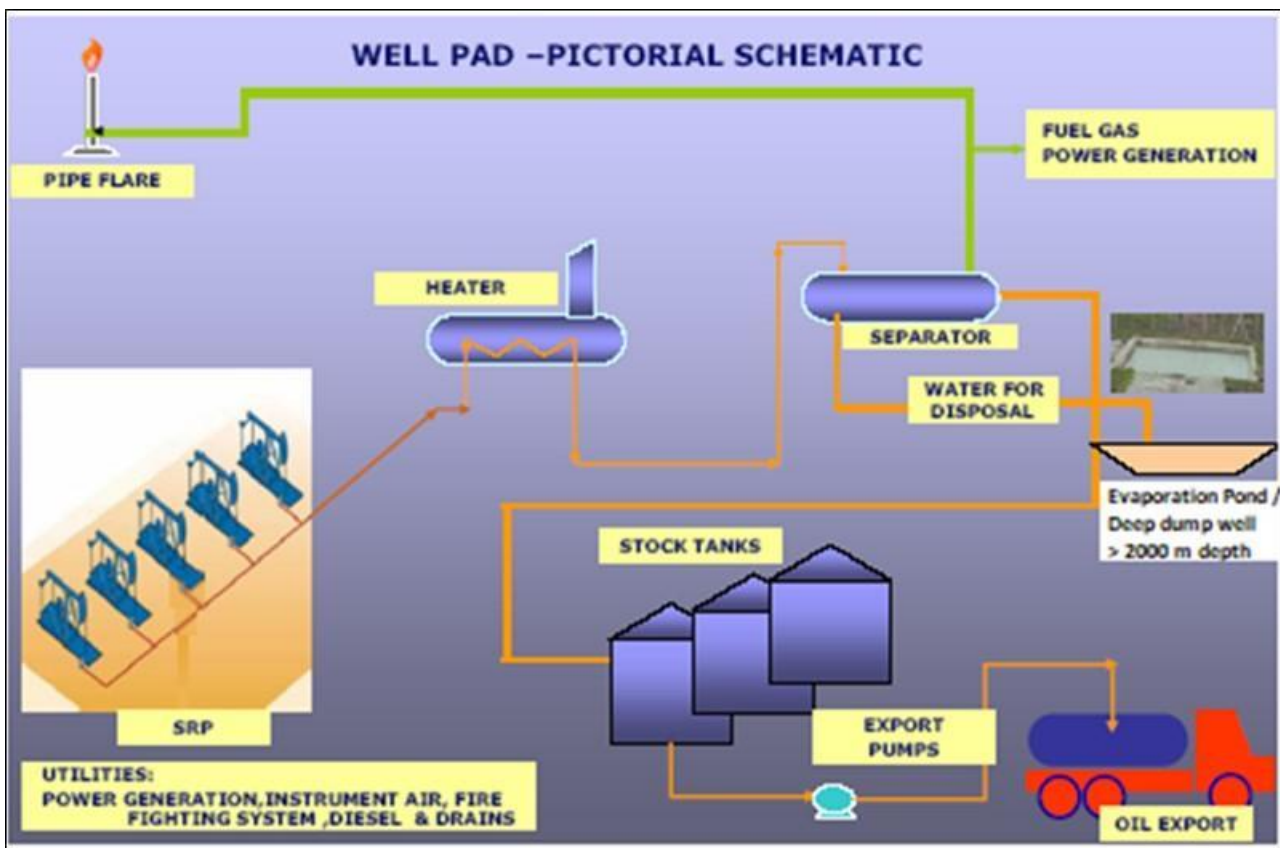 WELL PAD –PICTORIAL SCHEMATIC
FUEL GAS
POWER GENERATION
PIPE FLARE
HEATER
SEPARATOR
WATER FOR
DISPOSAL
Evaporation Pond /
Deep dump well
> 2000 m depth
STOCK TANKS
SRP
EXPORT
PUMPS
UTILITIES:
POWER GENERATION,INSTRUMENT AIR, FIRE
FIGHTING SYSTEM ,DIESEL & DRAINS
OIL EXPORT